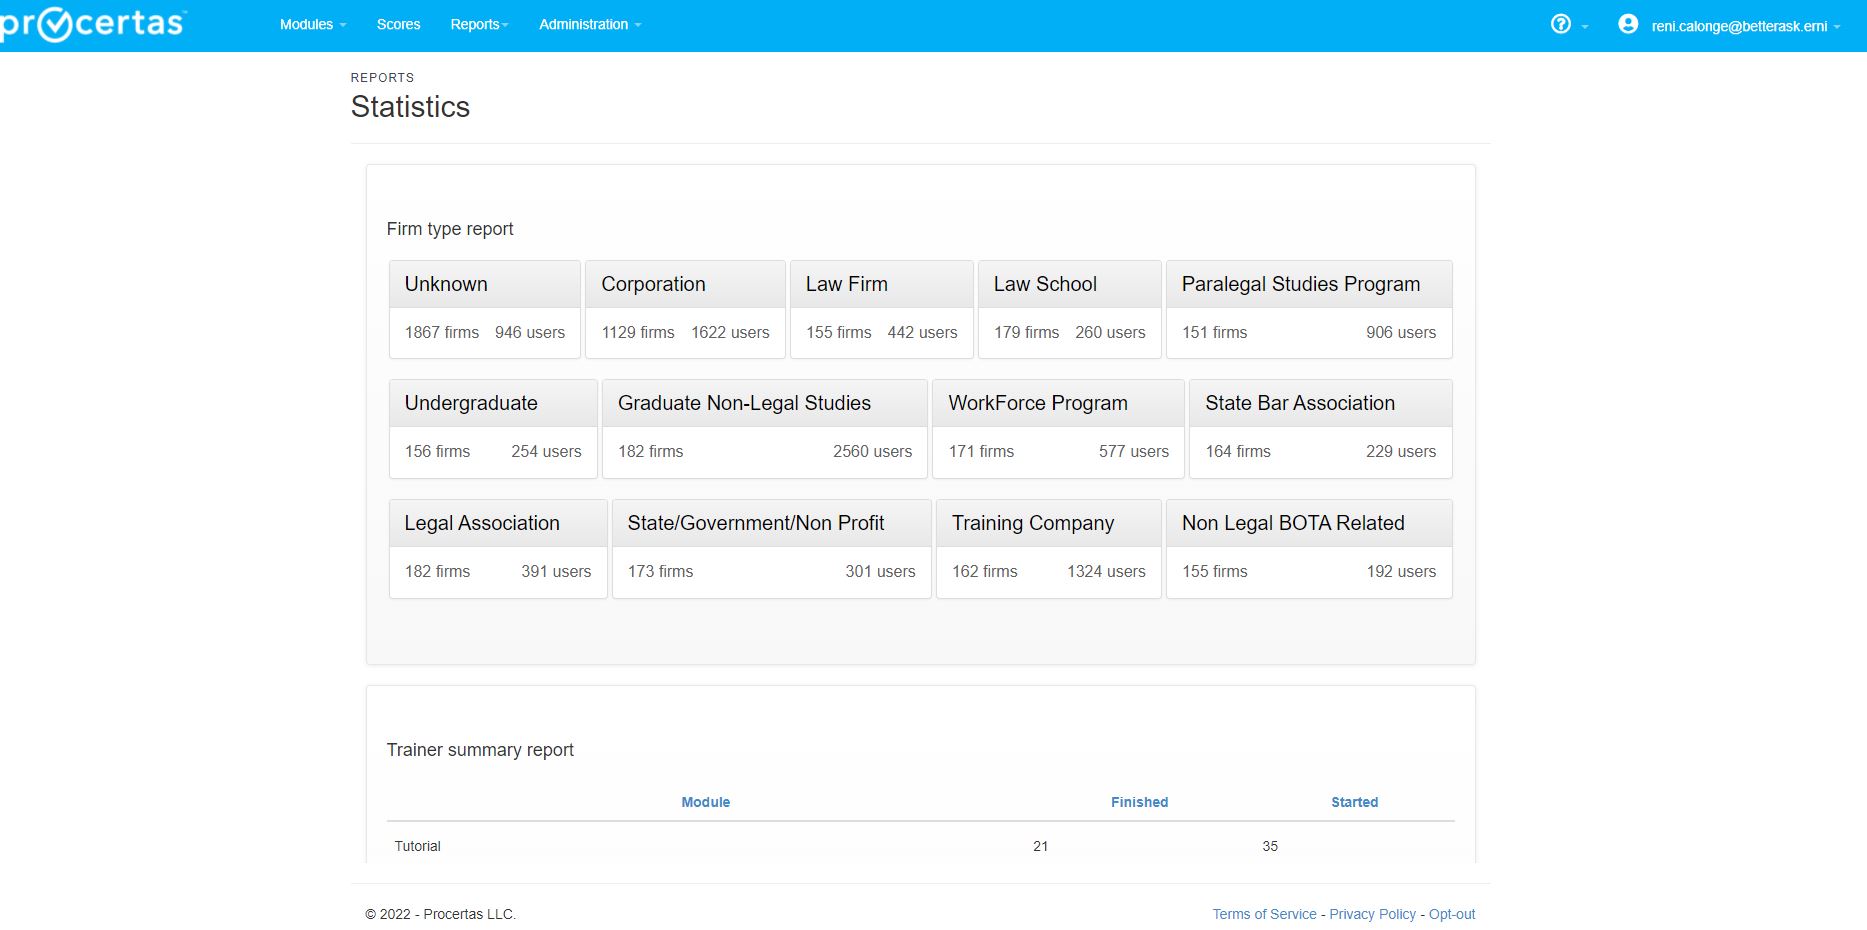 procertas™ Modules Scores Reports Administration reni.calonge@betterask.erni
REPORTS
Statistics
Firm type report
Unknown Corporation Law Firm Law School Paralegal Studies Program
1867 firms 946 users 1129 firms 1622 users 155 firms 442 users 179 firms 260 users 151 firms 906 users
Undergraduate Graduate Non-Legal Studies WorkForce Program State Bar Association
156 firms 254 users 182 firms 2560 users 171 firms 577 users 164 firms 229 users
Legal Association State/Government/Non Profit Training Company Non Legal BOTA Related
182 firms 391 users 173 firms 301 users 162 firms 1324 users 155 firms 192 users
Trainer summary report
Module Finished Started
Tutorial 21 35
© 2022 - Procertas LLC. Terms of Service - Privacy Policy - Opt-out